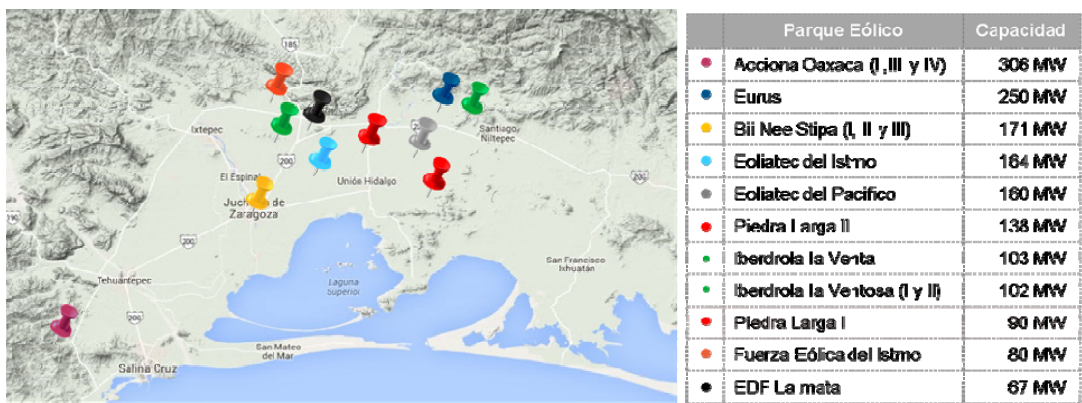 185
Ixtepec
200
Santiago
Niltepec
El Espinal
Unión Hidalgo
200
Juch de
Zaragoza
190
200
San Francisco
Ixhuatán
Tehuantepec
Laguna
Superior
200
San Mateo
del Mar
Salina Cruz
Parque Eólico Capacidad
Acciona Oaxaca (I ,III y IV) 306 MW
Eurus 250 MW
Bii Nee Stipa (I, II y III) 171 MW
Eoliatec del Istmo 164 MW
Eoliatec del Pacifico 160 MW
Piedra Larga II 138 MW
Iberdrola la Venta 103 MW
Iberdrola la Ventosa (I y II) 102 MW
Piedra Larga I 90 MW
Fuerza Eólica del Istmo 80 MW
EDF La mata 67 MW